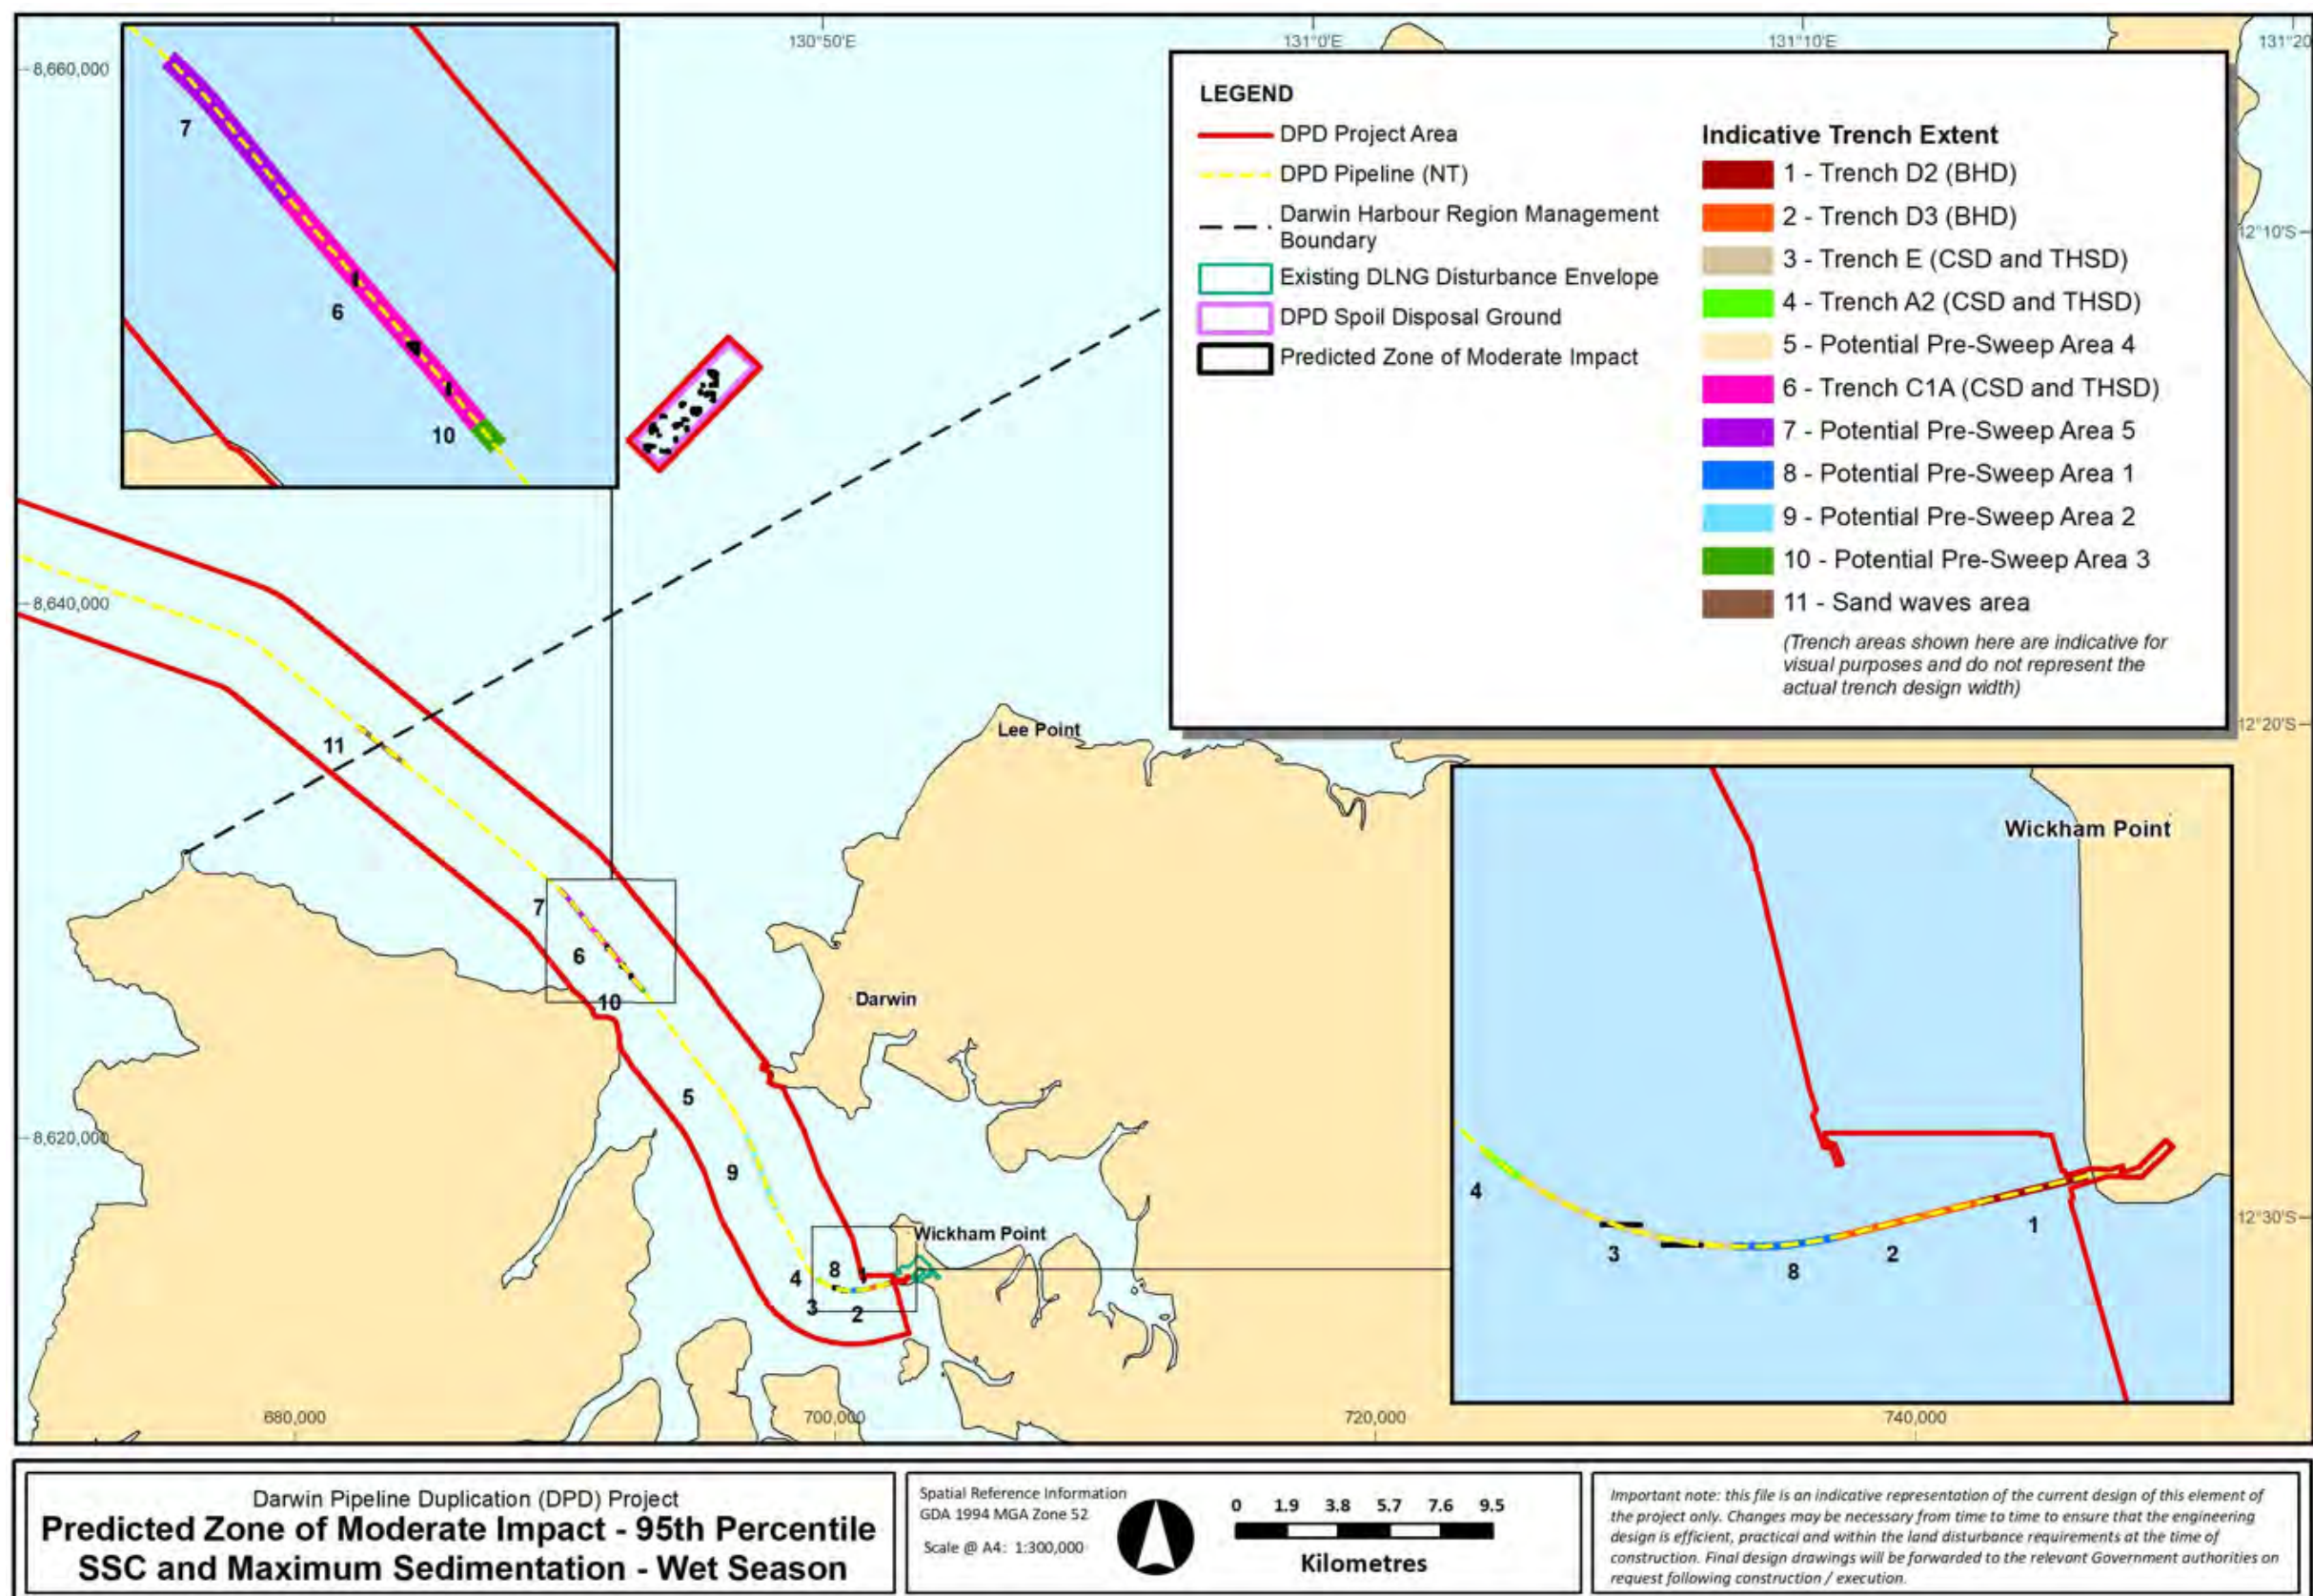 130°50'E
131°0'E
131°10'E
131°20
8,660,000
8,640,000
8,620,000
12°10'S
12°20'S
12°30'S
680,000
700,000
720,000
740,000
7
6
10
LEGEND
DPD Project Area
DPD Pipeline (NT)
Darwin Harbour Region Management
Boundary
Existing DLNG Disturbance Envelope
DPD Spoil Disposal Ground
Predicted Zone of Moderate Impact
Indicative Trench Extent
1 - Trench D2 (BHD)
2 - Trench D3 (BHD)
3 - Trench E (CSD and THSD)
4 - Trench A2 (CSD and THSD)
5 - Potential Pre-Sweep Area 4
6 - Trench C1A (CSD and THSD)
7 - Potential Pre-Sweep Area 5
8 - Potential Pre-Sweep Area 1
9 - Potential Pre-Sweep Area 2
10 - Potential Pre-Sweep Area 3
11 - Sand waves area
(Trench areas shown here are indicative for
visual purposes and do not represent the
actual trench design width)
Lee Point
11
7
6
10
Darwin
5
9
Wickham Point
4
8
1
3
2
Wickham Point
4
3
8
2
1
Darwin Pipeline Duplication (DPD) Project
Predicted Zone of Moderate Impact - 95th Percentile
SSC and Maximum Sedimentation - Wet Season
Spatial Reference Information
GDA 1994 MGA Zone 52
Scale @ A4: 1:300,000
0 1.9 3.8 5.7 7.6 9.5
Kilometres
Important note: this file is an indicative representation of the current design of this element of
the project only. Changes may be necessary from time to time to ensure that the engineering
design is efficient, practical and within the land disturbance requirements at the time of
construction. Final design drawings will be forwarded to the relevant Government authorities on
request following construction / execution.